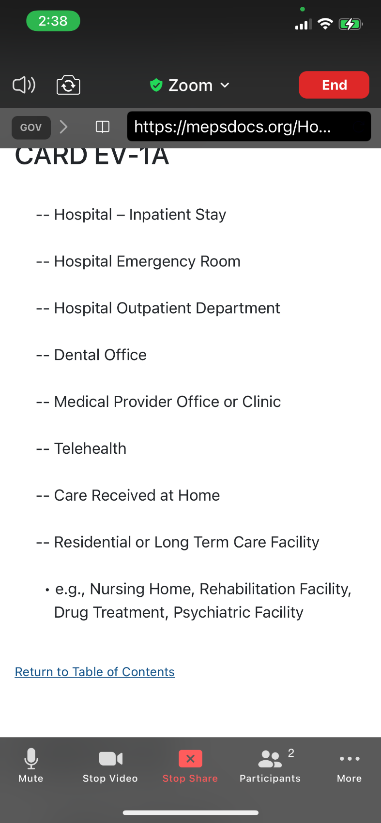 2:38
Zoom
End
GOV
https://mepsdocs.org/Ho...
CARD EV-1A
-- Hospital – Inpatient Stay
-- Hospital Emergency Room
-- Hospital Outpatient Department
-- Dental Office
-- Medical Provider Office or Clinic
-- Telehealth
-- Care Received at Home
-- Residential or Long Term Care Facility
• e.g., Nursing Home, Rehabilitation Facility,
Drug Treatment, Psychiatric Facility
Return to Table of Contents
2
Mute
Stop Video
Stop Share
Participants
More